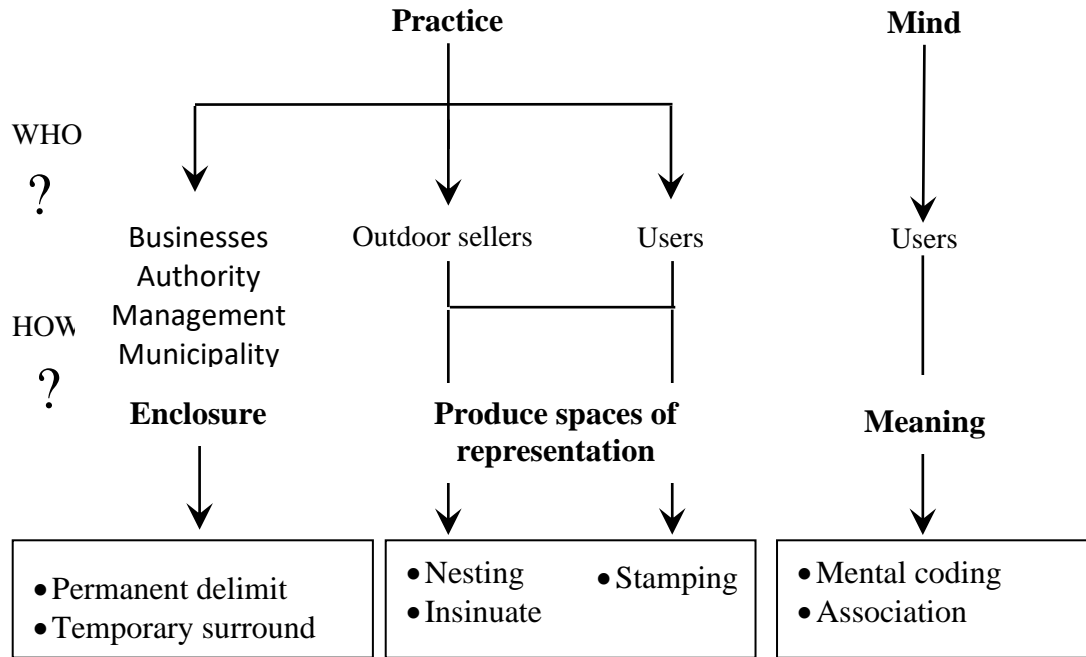 Practice
Mind
WHO
?
Businesses
Authority
Management
Municipality
Outdoor sellers
Users
Users
HOW
?
Enclosure
Produce spaces of
representation
Meaning
•Permanent delimit
•Temporary surround
•Nesting
•Insinuate
•Stamping
•Mental coding
•Association